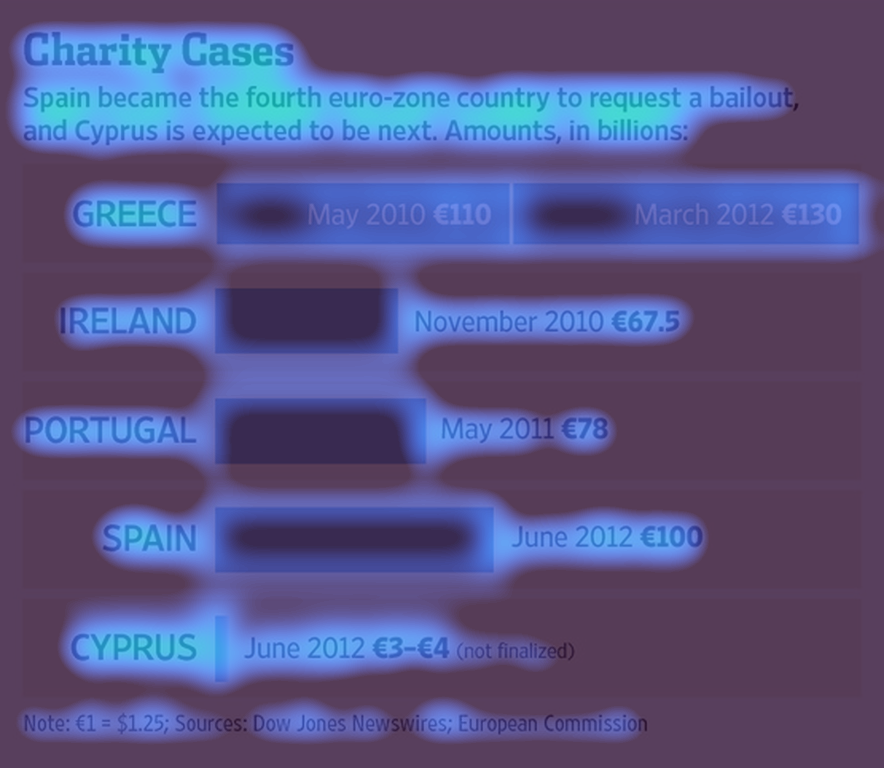 Charity Cases
Spain became the fourth euro-zone country to request a bailout,
and Cyprus is expected to be next. Amounts, in billions:
GREECE May 2010 €110 March 2012 €130
IRELAND November 2010 €67.5
PORTUGAL May 2011 €78
SPAIN June 2012 €100
CYPRUS June 2012 €3–€4 (not finalized)
Note: €1 = $1.25; Sources: Dow Jones Newswires; European Commission